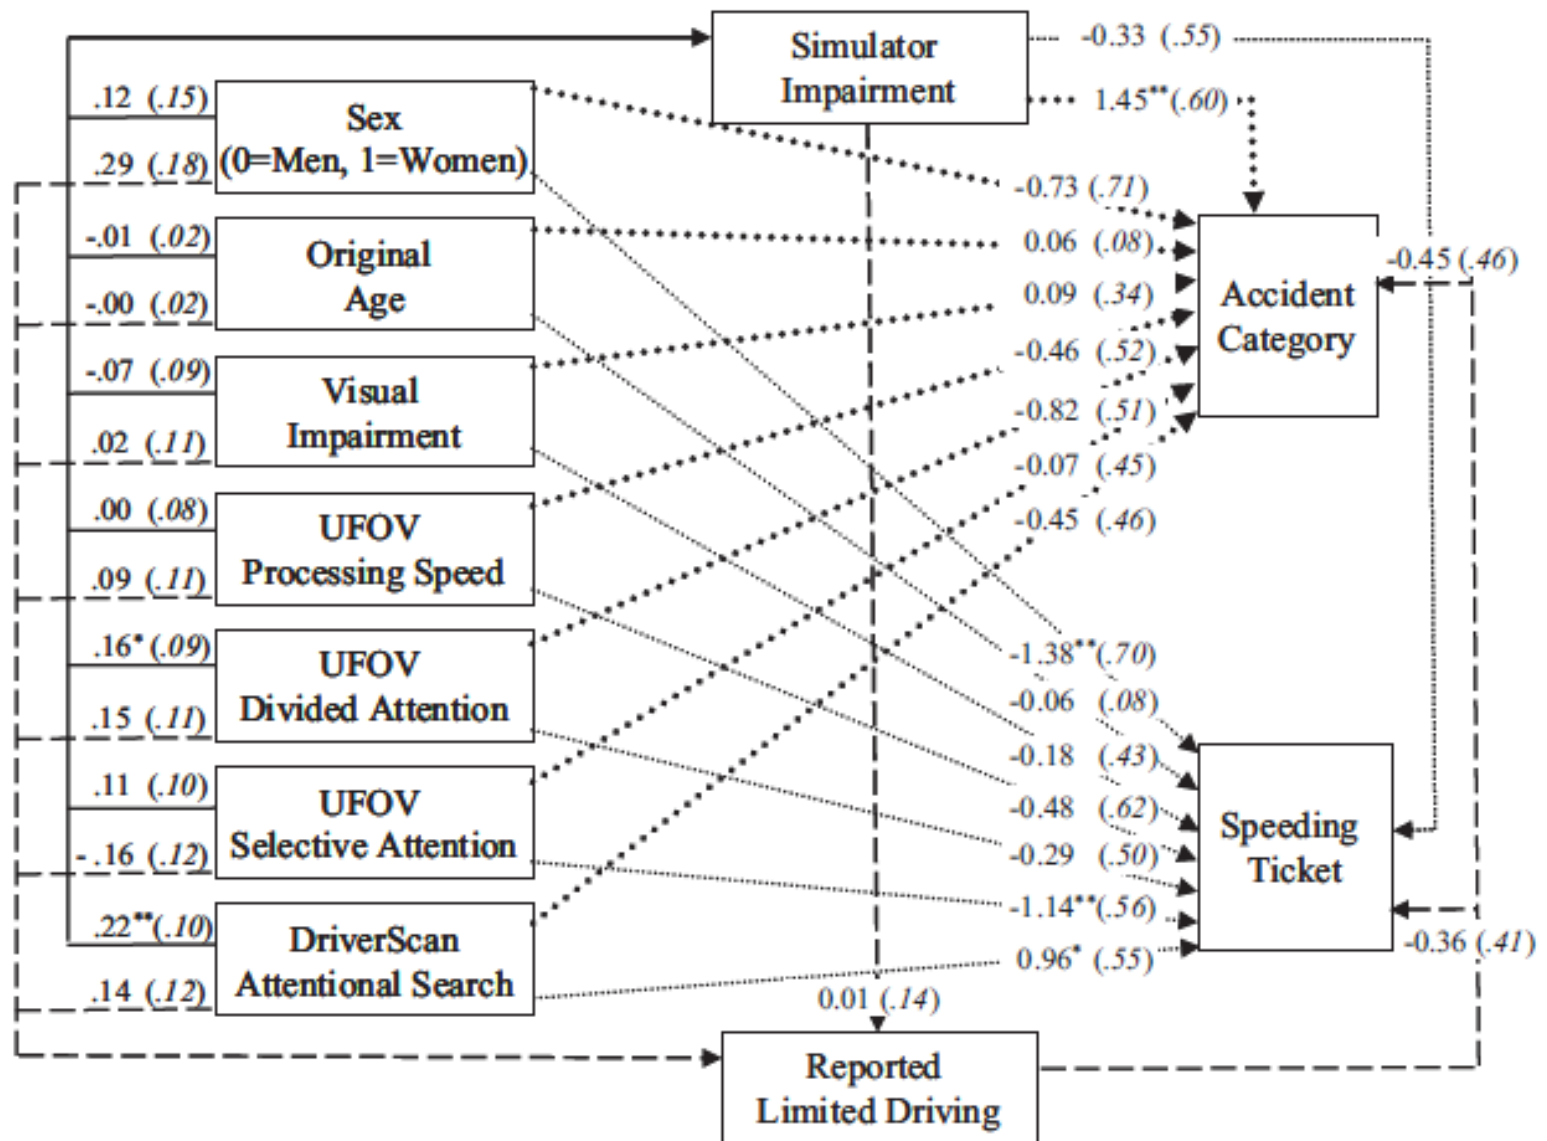 Simulator
Impairment
-0.33 (.55)
1.45**(.60)
.12 (.15)
.29 (.18)
Sex
(0=Men, 1=Women)
-.01 (.02)
-.00 (.02)
Original
Age
-.07 (.09)
.02 (.11)
Visual
Impairment
.00 (.08)
.09 (.11)
UFOV
Processing Speed
.16* (.09)
.15 (.11)
UFOV
Divided Attention
.11 (.10)
-.16 (.12)
UFOV
Selective Attention
.22**(.10)
.14 (.12)
DriverScan
Attentional Search
-0.73 (.71)
0.06 (.08)
0.09 (.34)
-0.46 (.52)
-0.82 (.51)
-0.07 (.45)
-0.45 (.46)
Accident
Category
-0.45 (.46)
-1.38**(.70)
-0.06 (.08)
-0.18 (.43)
-0.48 (.62)
-0.29 (.50)
-1.14**(.56)
0.96* (.55)
Speeding
Ticket
-0.36 (.41)
0.01 (.14)
Reported
Limited Driving